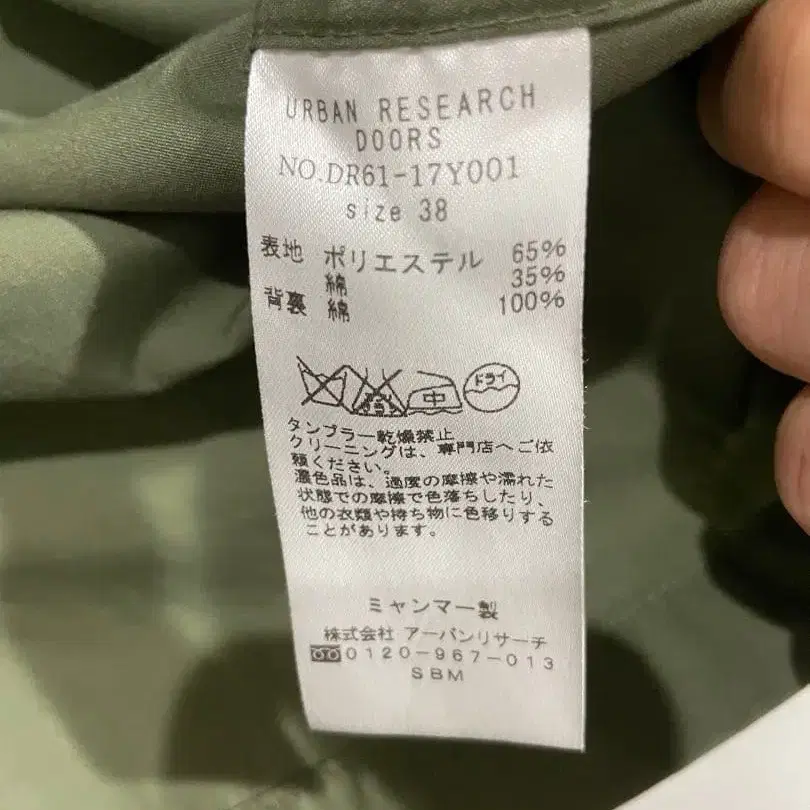 URBAN RESEARCH
DOORS
NO.DR61-17Y001
size 38
表地 ポリエステル 65%
綿 35%
背裏 綿 100%
エンソ サラシ
中
ドライ
タンブラー乾燥禁止
クリーニングは、専門店へご依
頼ください。
濃色品は、過度の摩擦や濡れた
状態での摩擦で色落ちしたり、
他の衣類や持ち物に色移りする
ことがあります。
ミャンマー製
株式会社 アーバンリサーチ
0120-967-013
SBM